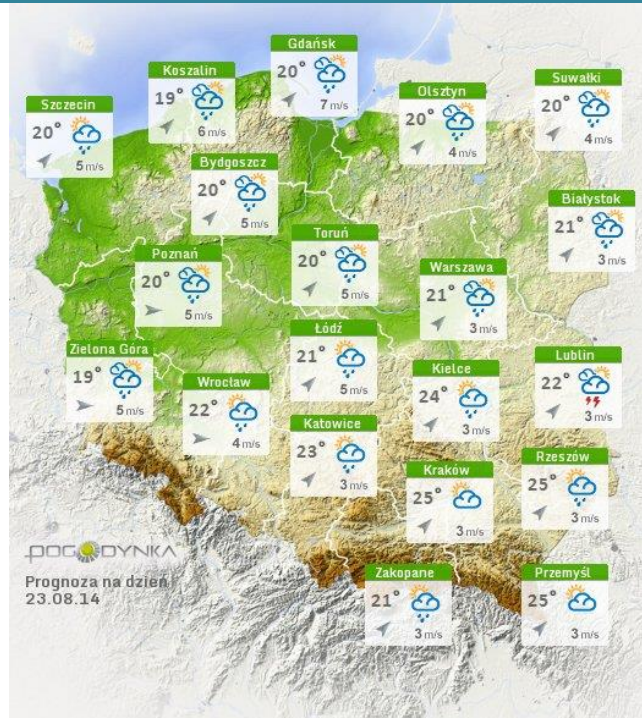 Gdańsk
20°
7 m/s
Koszalin
19°
6 m/s
Suwałki
20°
4 m/s
Olsztyn
20°
4 m/s
Szczecin
20°
5 m/s
Bydgoszcz
20°
5 m/s
Białystok
21°
3 m/s
Toruń
20°
5 m/s
Poznań
20°
5 m/s
Warszawa
21°
3 m/s
Łódź
21°
5 m/s
Zielona Góra
19°
5 m/s
Lublin
22°
3 m/s
Kielce
24°
3 m/s
Wrocław
22°
4 m/s
Katowice
23°
3 m/s
Rzeszów
25°
3 m/s
Kraków
25°
3 m/s
POGODYNKA
Prognoza na dzień
23.08.14
Zakopane
21°
3 m/s
Przemyśl
25°
3 m/s